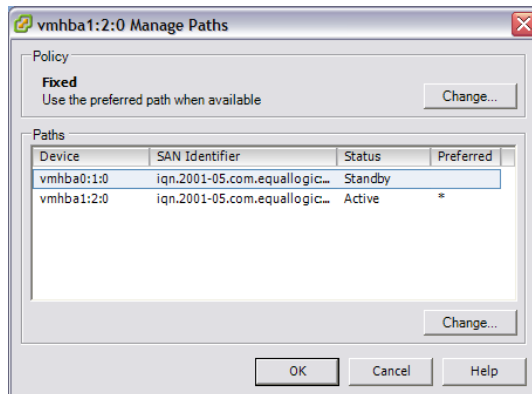 vmhba1:2:0 Manage Paths
Policy
Fixed
Use the preferred path when available
Change...
Paths
Device SAN Identifier Status Preferred
vmhba0:1:0 iqn.2001-05.com.equallogic:... Standby
vmhba1:2:0 iqn.2001-05.com.equallogic:... Active *
Change...
OK Cancel Help